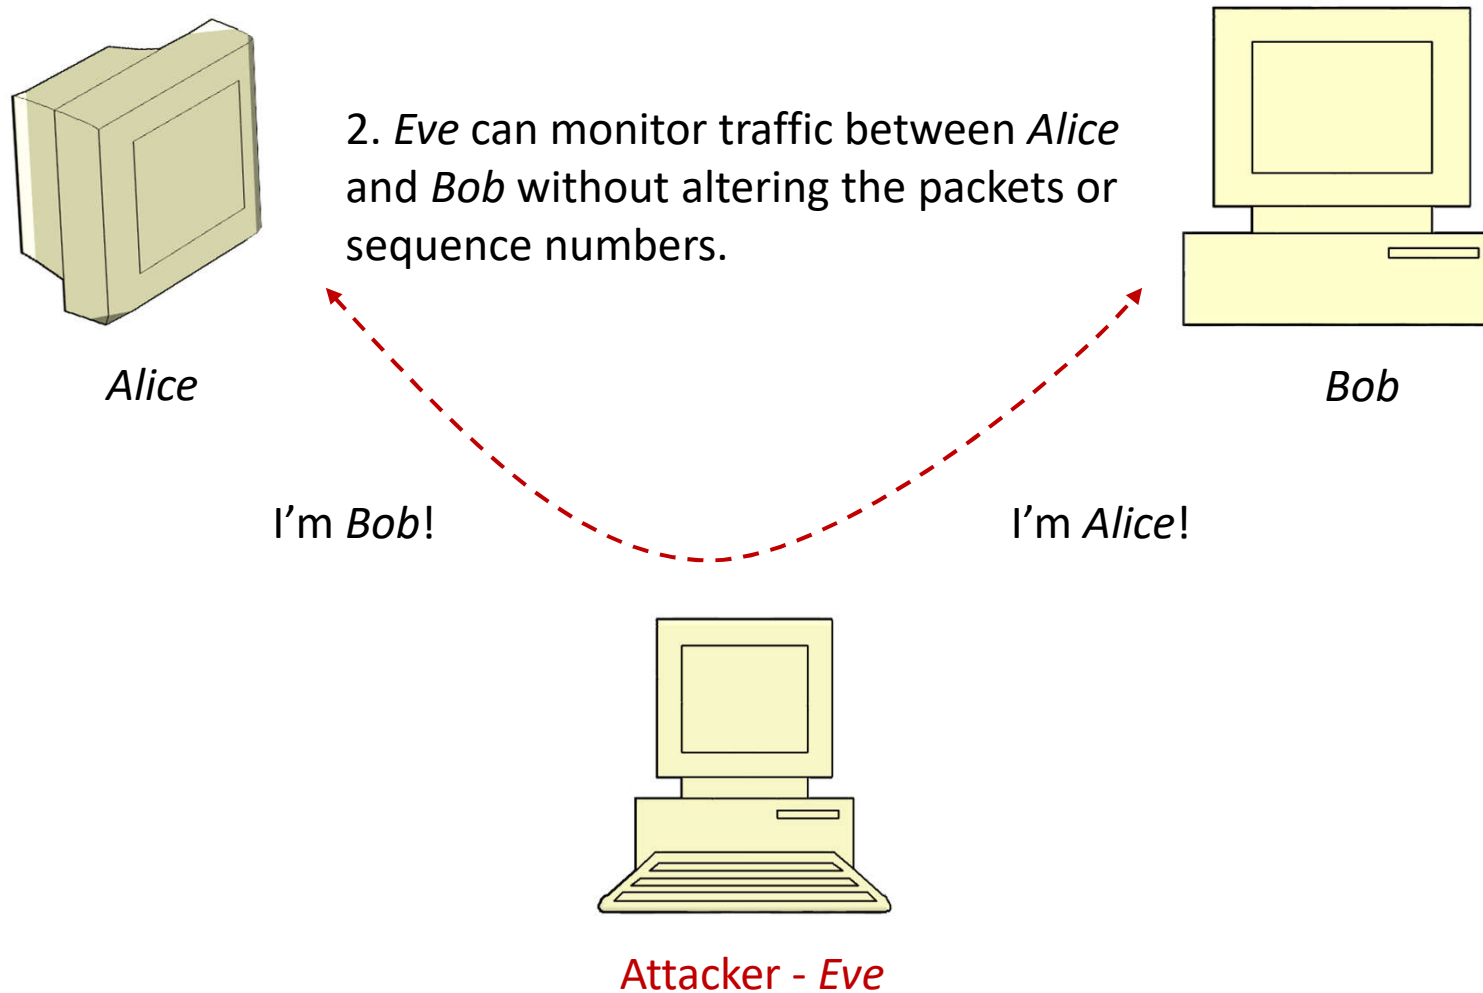 2. Eve can monitor traffic between Alice
and Bob without altering the packets or
sequence numbers.
Alice
Bob
I’m Bob!
I’m Alice!
Attacker - Eve